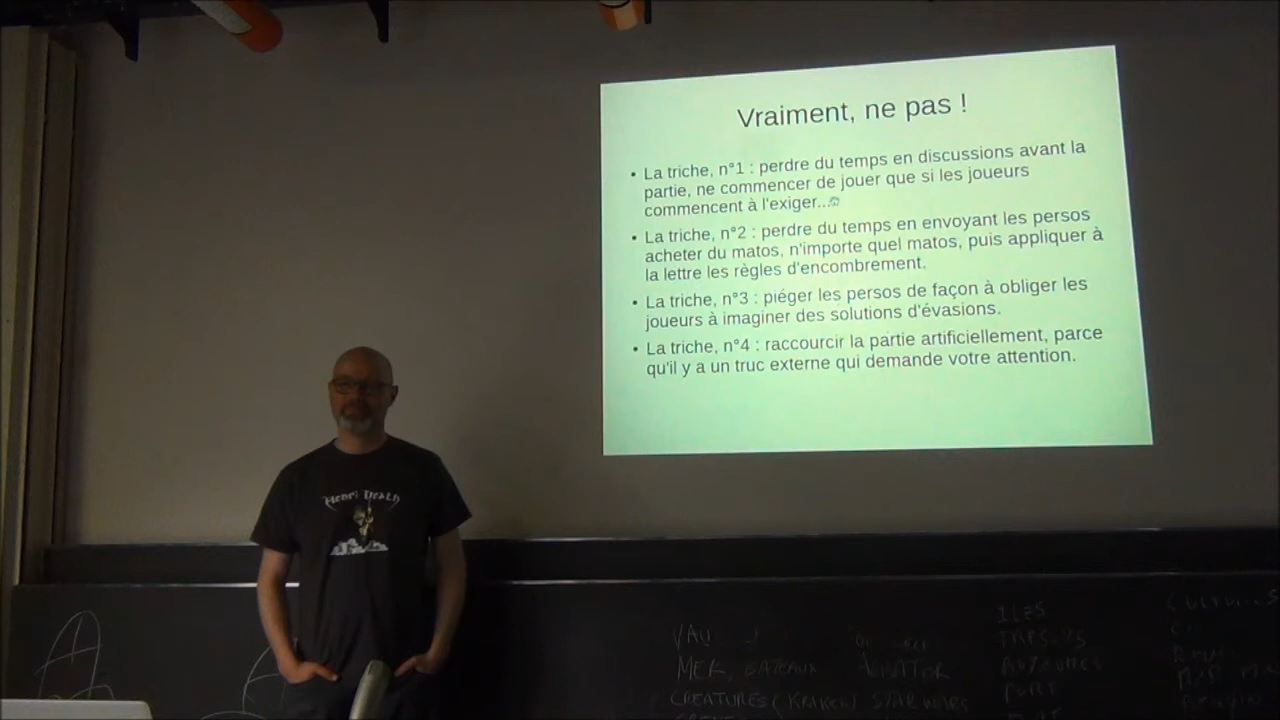 Vraiment, ne pas !
• La triche, n°1 : perdre du temps en discussions avant la
partie, ne commencer de jouer que si les joueurs
commencent à l'exiger...
• La triche, n°2 : perdre du temps en envoyant les persos
acheter du matos, n'importe quel matos, puis appliquer à
la lettre les règles d'encombrement.
• La triche, n°3 : piéger les persos de façon à obliger les
joueurs à imaginer des solutions d'évasions.
• La triche, n°4 : raccourcir la partie artificiellement, parce
qu'il y a un truc externe qui demande votre attention.
Henri Death
ILES
MER, BATEAUX
PORT
CREATURES (KRAKEN) STAR WARS